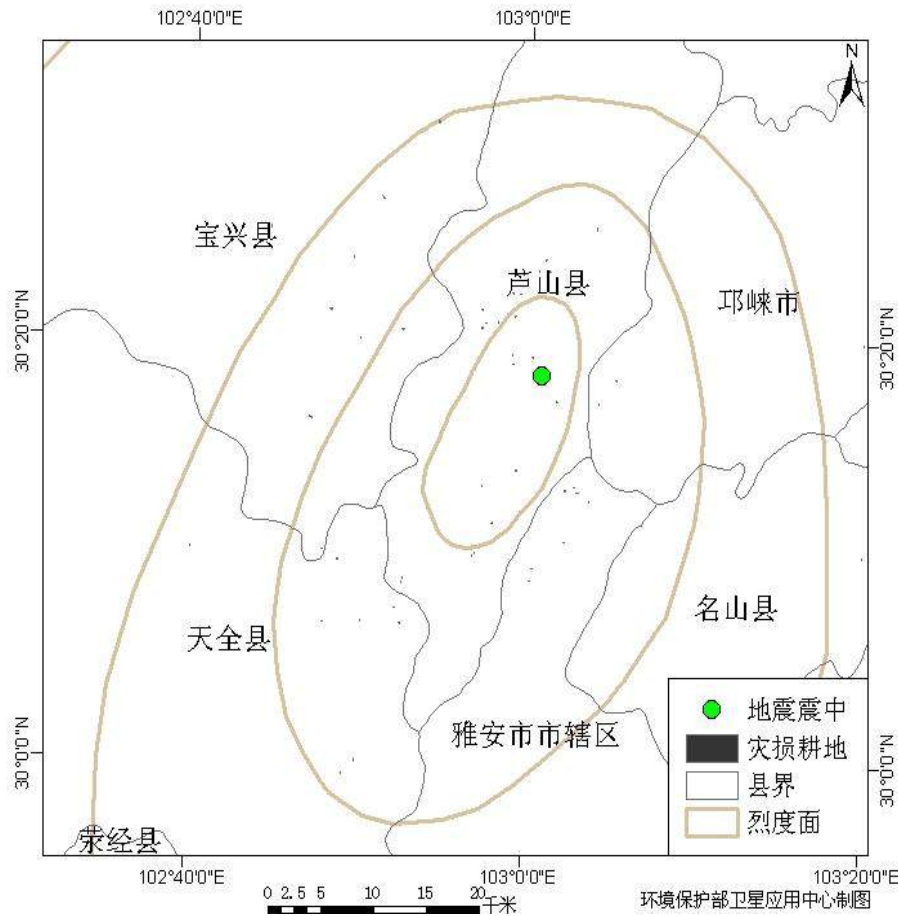 102°40'0"E
103°0'0"E
N
宝兴县
芦山县
邛崃市
30°20'0"N
30°20'0"N
天全县
名山县
雅安市市辖区
荥经县
30°0'0"N
30°0'0"N
地震震中
灾损耕地
县界
烈度面
102°40'0"E
103°0'0"E
103°20'0"E
0 2.5 5 10 15 20
千米
环境保护部卫星应用中心制图